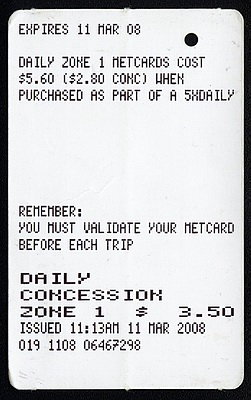 EXPIRES 11 MAR 08
DAILY ZONE 1 METCARDS COST
$5.60 ($2.80 CONC) WHEN
PURCHASED AS PART OF A 5XDAILY
REMEMBER:
YOU MUST VALIDATE YOUR METCARD
BEFORE EACH TRIP
DAILY
CONCESSION
ZONE 1 $ 3.50
ISSUED 11:13AM 11 MAR 2008
019 1108 06467298